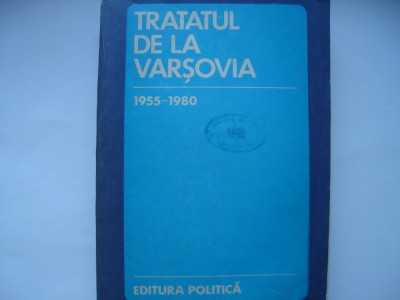 TRATATUL
DE LA
VARȘOVIA
1955-1980
EDITURA POLITICĂ